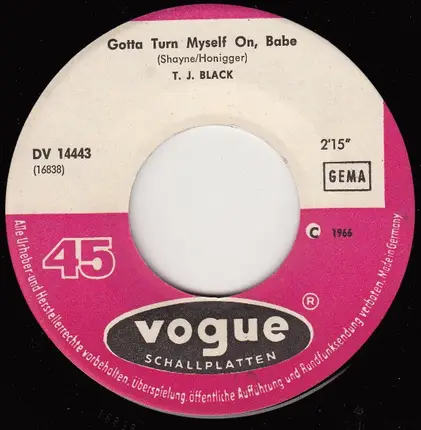 Gotta Turn Myself On, Babe
(Shayne/Honigger)
T. J. BLACK
DV 14443
(16838)
2'15"
GEMA
45
C 1966
®
vogue
SCHALLPLATTEN
Alle Urheber- und Herstellerrechte vorbehalten. Überspielung, öffentliche Aufführung und Rundfunksendung verboten. Made in Germany